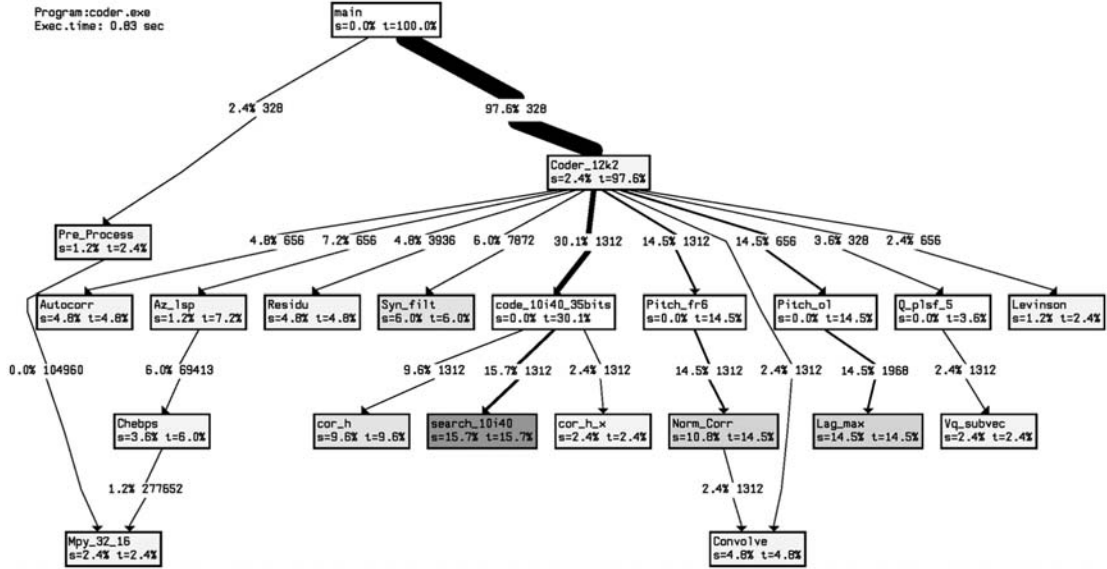 Program:coder.exe
Exec.time: 0.83 sec
main
s=0.0% t=100.0%
2.4% 328
97.6% 328
Coder_12k2
s=2.4% t=97.6%
Pre_Process
s=1.2% t=2.4%
4.8% 656
7.2% 656
4.8% 3936
6.0% 7872
30.1% 1312
14.5% 1312
14.5% 656
3.6% 328
2.4% 656
Autocorr
s=4.8% t=4.8%
Az_lsp
s=1.2% t=7.2%
Residu
s=4.8% t=4.8%
Syn_filt
s=6.0% t=6.0%
code_10i40_35bits
s=0.0% t=30.1%
Pitch_fr6
s=0.0% t=14.5%
Pitch_ol
s=0.0% t=14.5%
Q_plsf_5
s=0.0% t=3.6%
Levinson
s=1.2% t=2.4%
0.0% 104960
6.0% 69413
9.6% 1312
15.7% 1312
2.4% 1312
14.5% 1312
2.4% 1312
14.5% 1968
2.4% 1312
Chebps
s=3.6% t=6.0%
cor_h
s=9.6% t=9.6%
search_10i40
s=15.7% t=15.7%
cor_h_x
s=2.4% t=2.4%
Norm_Corr
s=10.8% t=14.5%
Lag_max
s=14.5% t=14.5%
Vq_subvec
s=2.4% t=2.4%
1.2% 277652
2.4% 1312
Mpy_32_16
s=2.4% t=2.4%
Convolve
s=4.8% t=4.8%